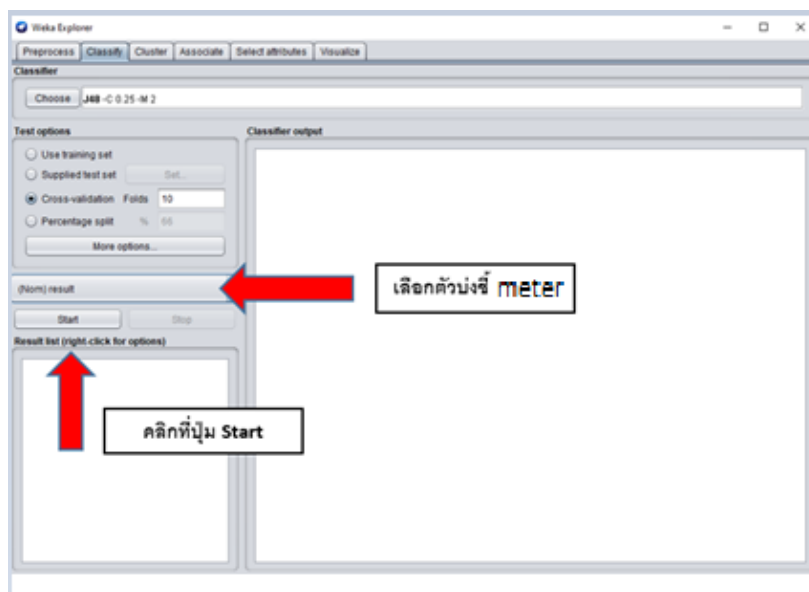 Weka Explorer
Preprocess Classify Cluster Associate Select attributes Visualize
Classifier
Choose J48 -C 0.25 -M 2
Test options
Use training set
Supplied test set Set...
Cross-validation Folds 10
Percentage split % 66
More options...
(Nom) result
Start Stop
Result list (right-click for options)
Classifier output
เลือกตัวบ่งชี้ meter
คลิกที่ปุ่ม Start